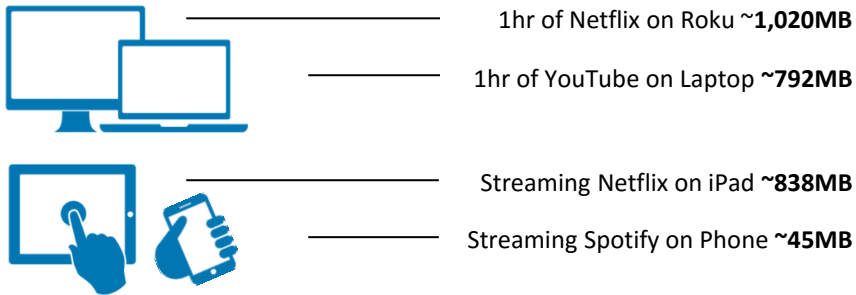 1hr of Netflix on Roku ~1,020MB
1hr of YouTube on Laptop ~792MB
Streaming Netflix on iPad ~838MB
Streaming Spotify on Phone ~45MB